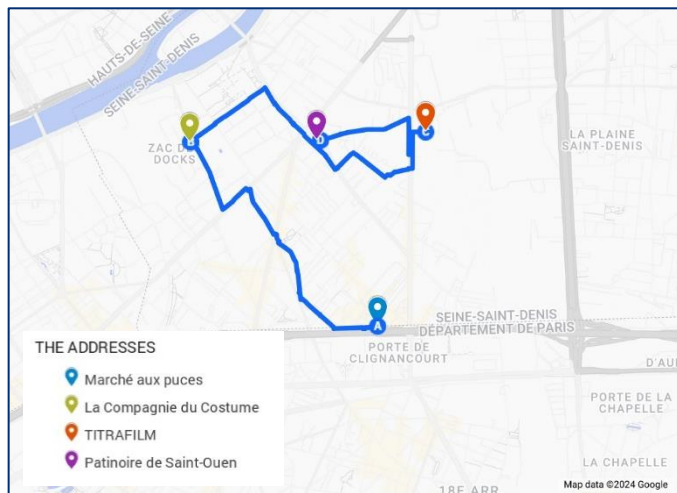 HAUTS-DE-SEINE
SEINE-SAINT-DENIS
ZAC DE
DOCKS
LA PLAINE
SAINT-DENIS
A
SEINE-SAINT-DENIS
DÉPARTEMENT DE PARIS
PORTE DE
CLIGNANCOURT
THE ADDRESSES
Marché aux puces
La Compagnie du Costume
TITRAFILM
Patinoire de Saint-Ouen
D'AU
PORTE DE LA
CHAPELLE
LA CHAPELLE
18E ARR
Map data ©2024 Google